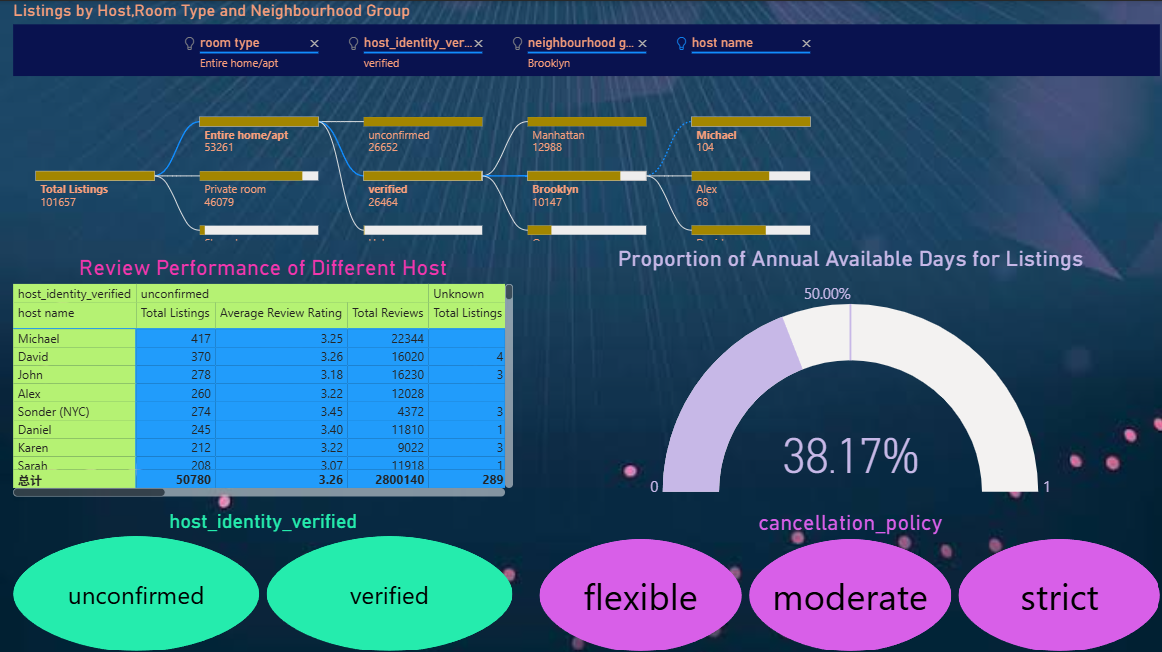 Listings by Host,Room Type and Neighbourhood Group
room type
host_identity_ver...
neighbourhood g...
host name
Entire home/apt
verified
Brooklyn
Entire home/apt
53261
unconfirmed
26652
Manhattan
12988
Michael
104
Total Listings
101657
Private room
46079
verified
26464
Brooklyn
10147
Alex
68
Review Performance of Different Host
host_identity_verified unconfirmed Unknown
host name Total Listings Average Review Rating Total Reviews Total Listings
Michael 417 3.25 22344
David 370 3.26 16020 4
John 278 3.18 16230 3
Alex 260 3.22 12028
Sonder (NYC) 274 3.45 4372 3
Daniel 245 3.40 11810 1
Karen 212 3.22 9022 3
Sarah 208 3.07 11918 1
总计 50780 3.26 2800140 289
Proportion of Annual Available Days for Listings
50.00%
38.17%
0
1
host_identity_verified
unconfirmed
verified
cancellation_policy
flexible
moderate
strict